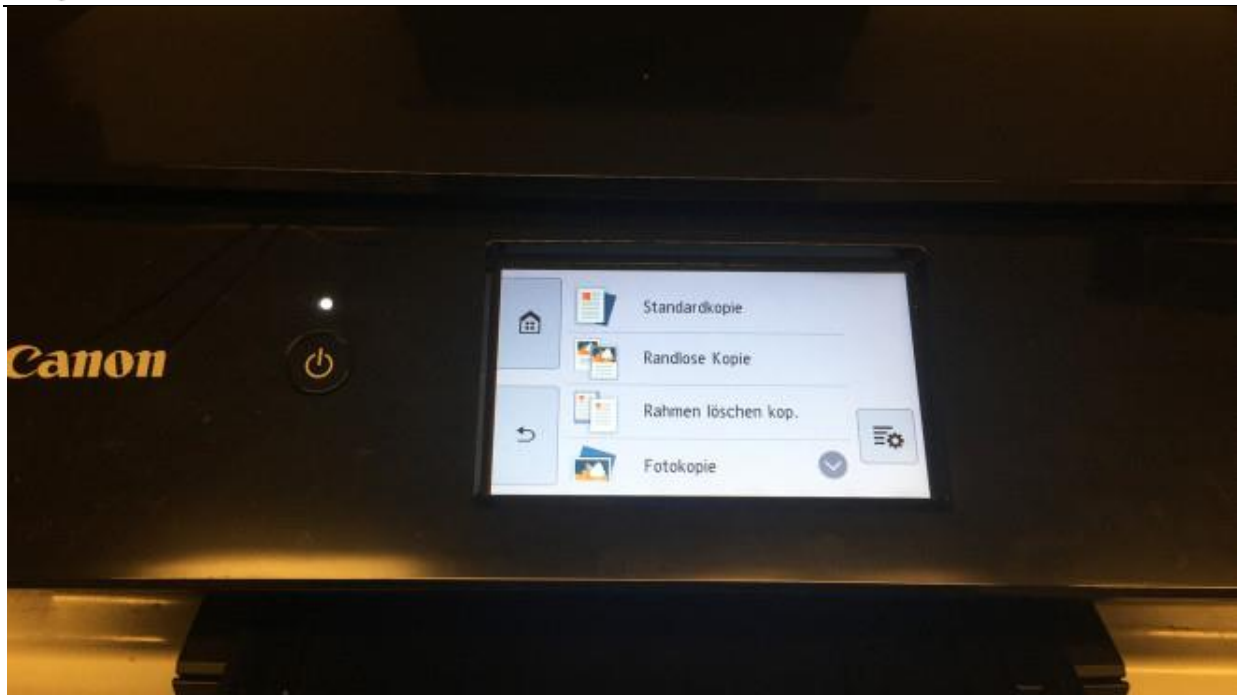 Canon
Standardkopie
Randlose Kopie
Rahmen löschen kop.
Fotokopie